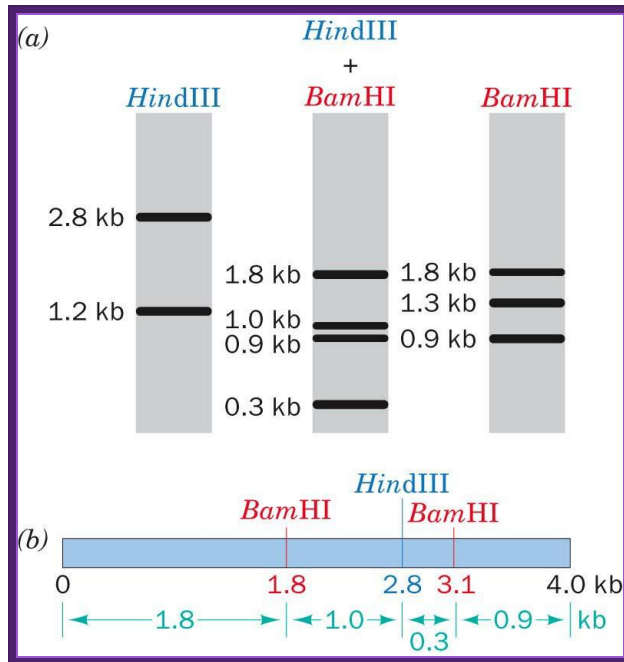 (a)
HindIII
+
HindIII BamHI BamHI
2.8 kb
1.8 kb 1.8 kb
1.2 kb 1.0 kb 1.3 kb
0.9 kb 0.9 kb
0.3 kb
HindIII
(b) BamHI BamHI
0 1.8 2.8 3.1 4.0 kb
1.8 1.0 0.9 kb
0.3